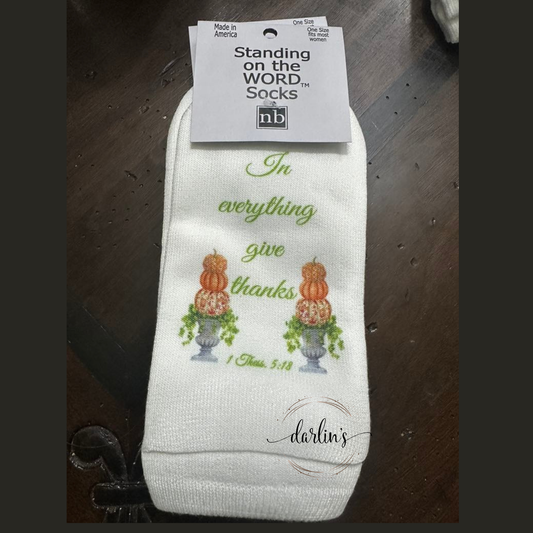 Made in
America
One Size
One Size
fits most
women
Standing
on the
WORD™
Socks
nb
In
everything
give
thanks
1 Thes. 5:18
darlin's